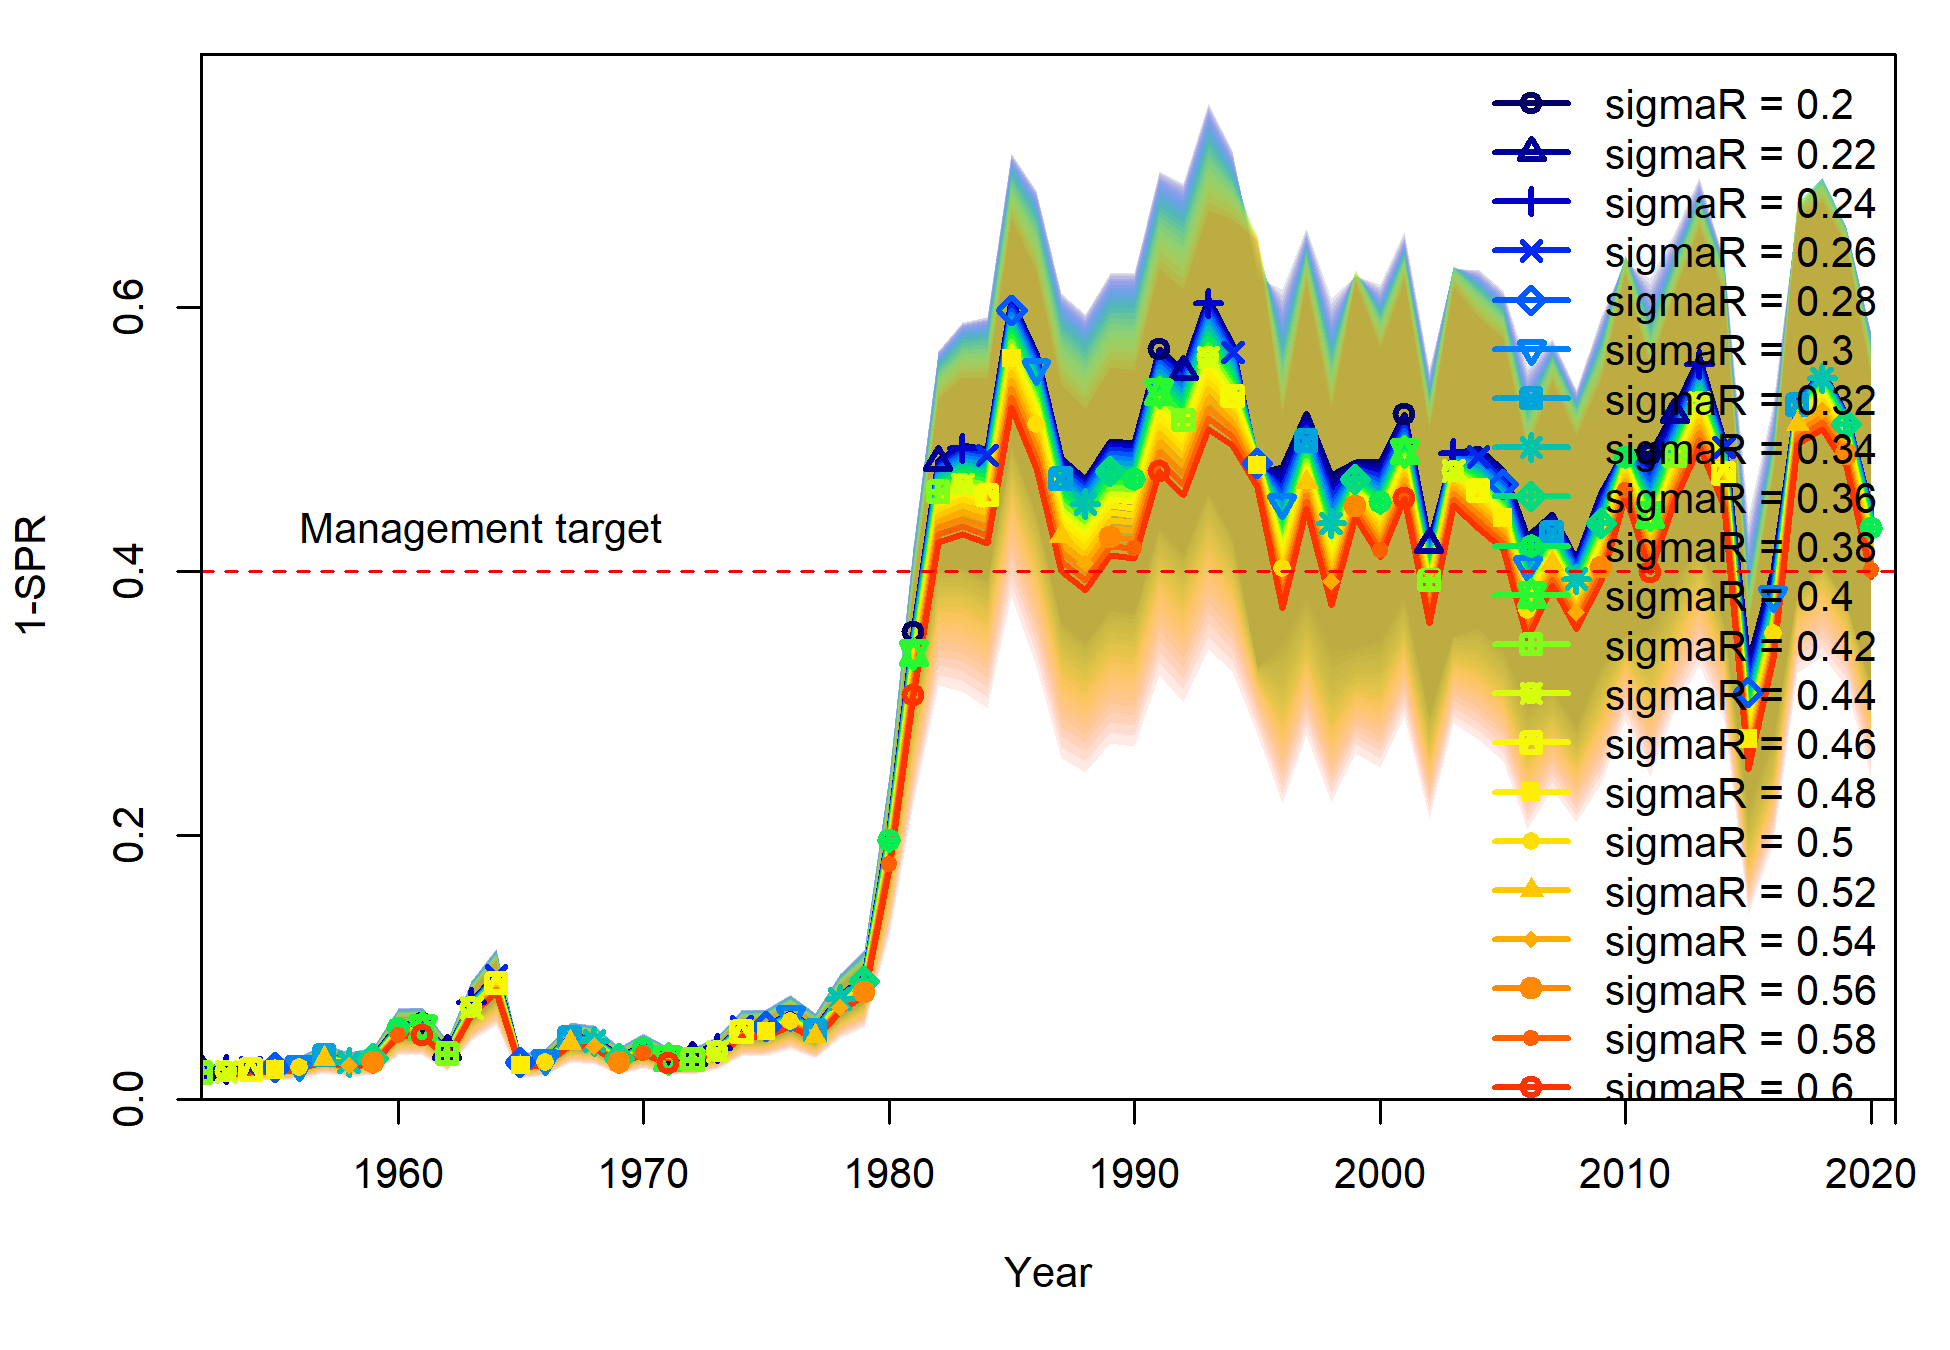 sigmaR = 0.2
sigmaR = 0.22
sigmaR = 0.24
sigmaR = 0.26
sigmaR = 0.28
sigmaR = 0.3
sigmaR = 0.32
sigmaR = 0.34
sigmaR = 0.36
sigmaR = 0.38
sigmaR = 0.4
sigmaR = 0.42
sigmaR = 0.44
sigmaR = 0.46
sigmaR = 0.48
sigmaR = 0.5
sigmaR = 0.52
sigmaR = 0.54
sigmaR = 0.56
sigmaR = 0.58
sigmaR = 0.6
Management target
1-SPR
0.6
0.4
0.2
0.0
1960 1970 1980 1990 2000 2010 2020
Year